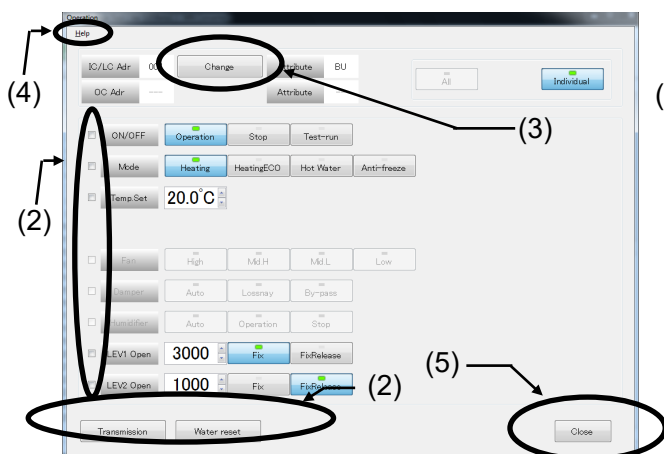 Operation
Help
(4)
IC/LC Adr 00 Change Attribute BU All Individual
OC Adr --- Attribute
(3)
ON/OFF Operation Stop Test-run
Mode Heating HeatingECO Hot Water Anti-freeze
(2)
Temp.Set 20.0°C
Fan High Mid.H Mid.L Low
Damper Auto Lossnay By-pass
Humidifier Auto Operation Stop
LEV1 Open 3000 Fix FixRelease
LEV2 Open 1000 Fix FixRelease
(2)
(5)
Transmission Water reset Close